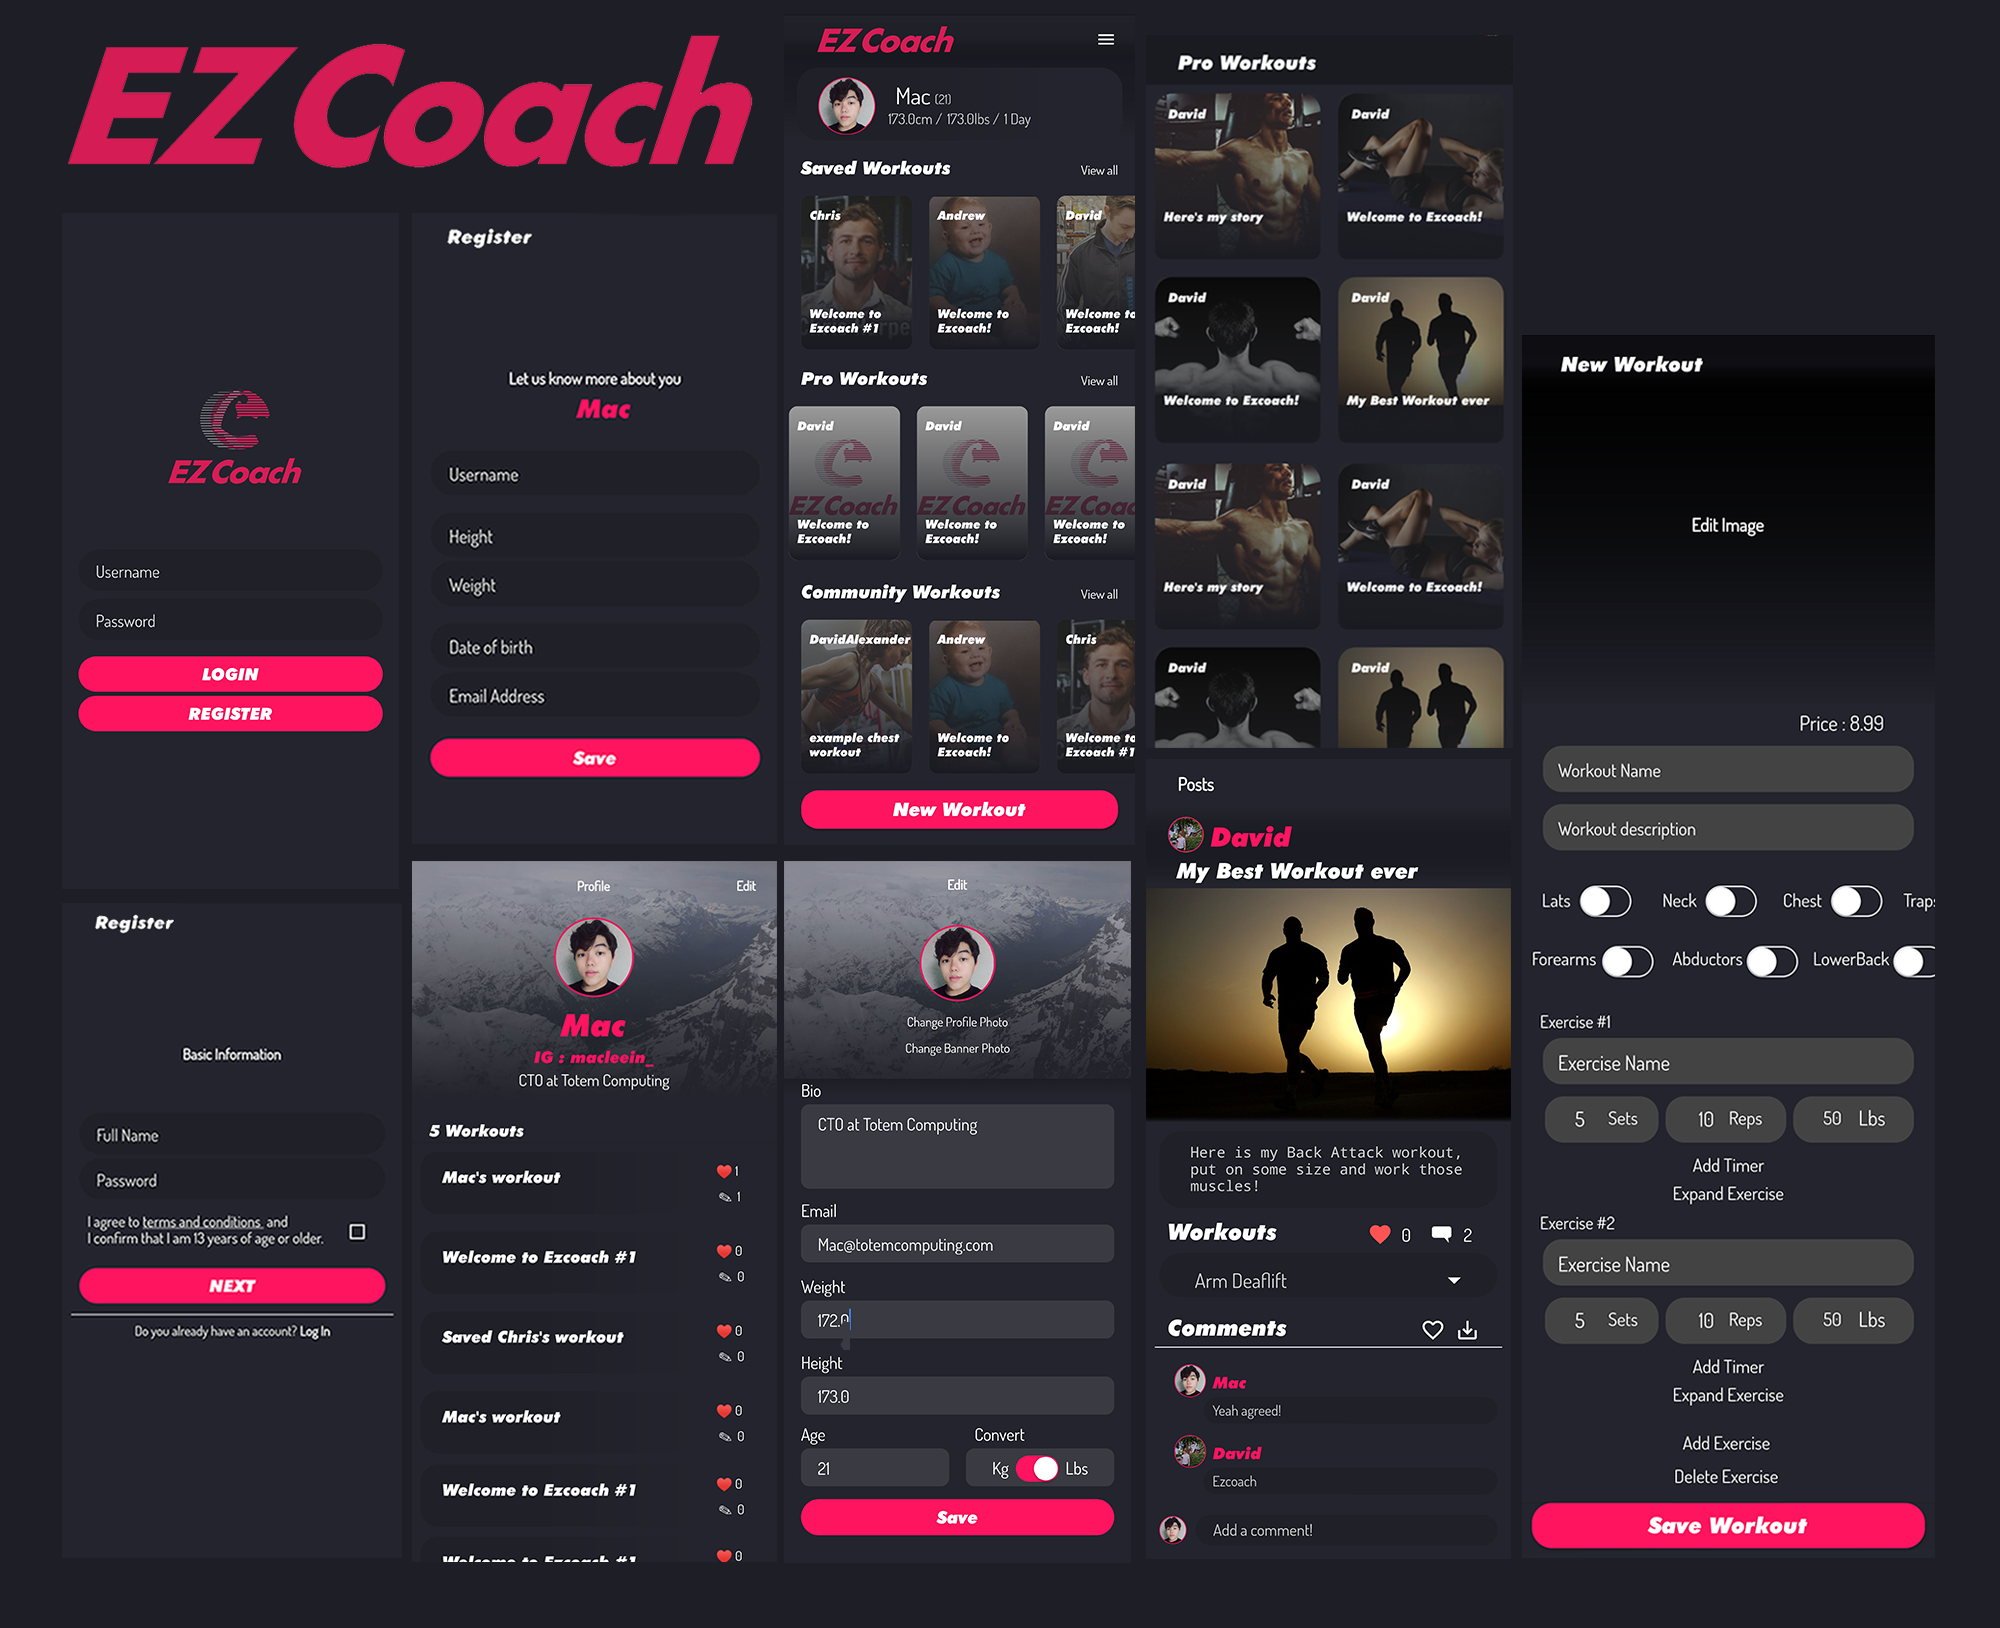 EZ Coach
EZ Coach
Username
Password
LOGIN
REGISTER
Register
Let us know more about you
Mac
Username
Height
Weight
Date of birth
Email Address
Save
EZ Coach
Mac (21)
173.0cm / 173.0lbs / 1 Day
Saved Workouts
View all
Chris
Welcome to
Ezcoach #1
Andrew
Welcome to
Ezcoach!
David
Welcome to
Ezcoach!
Pro Workouts
View all
David
EZ Coach
Welcome to
Ezcoach!
David
EZ Coach
Welcome to
Ezcoach!
David
EZ Coa
Welcome to
Ezcoach!
Community Workouts
View all
DavidAlexander
example chest
workout
Andrew
Welcome to
Ezcoach!
Chris
Welcome to
Ezcoach #1
New Workout
Pro Workouts
David
Here's my story
David
Welcome to Ezcoach!
David
Welcome to Ezcoach!
David
My Best Workout ever
David
Here's my story
David
Welcome to Ezcoach!
David
David
Register
Basic Information
Full Name
Password
I agree to terms and conditions and
I confirm that I am 13 years of age or older.
NEXT
Do you already have an account? Log In
Profile
Edit
Mac
IG : macleein_
CTO at Totem Computing
5 Workouts
Mac's workout
1
1
Welcome to Ezcoach #1
0
0
Saved Chris's workout
0
0
Mac's workout
0
0
Welcome to Ezcoach #1
0
0
Welcome to Ezcoach #1
0
Edit
Change Profile Photo
Change Banner Photo
Bio
CTO at Totem Computing
Email
Mac@totemcomputing.com
Weight
172.0
Height
173.0
Age
21
Convert
Kg
Lbs
Save
Posts
David
My Best Workout ever
Here is my Back Attack workout,
put on some size and work those
muscles!
Workouts
0
2
Arm Deaflift
Comments
Mac
Yeah agreed!
David
Ezcoach
Add a comment!
New Workout
Edit Image
Price : 8.99
Workout Name
Workout description
Lats
Neck
Chest
Traps
Forearms
Abductors
LowerBack
Exercise #1
Exercise Name
5 Sets
10 Reps
50 Lbs
Add Timer
Expand Exercise
Exercise #2
Exercise Name
5 Sets
10 Reps
50 Lbs
Add Timer
Expand Exercise
Add Exercise
Delete Exercise
Save Workout